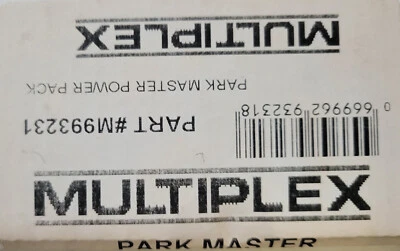 MULTIPLEX
PARK MASTER POWER PACK
PART #M993231
0 669962 932318
MULTIPLEX
PARK MASTER